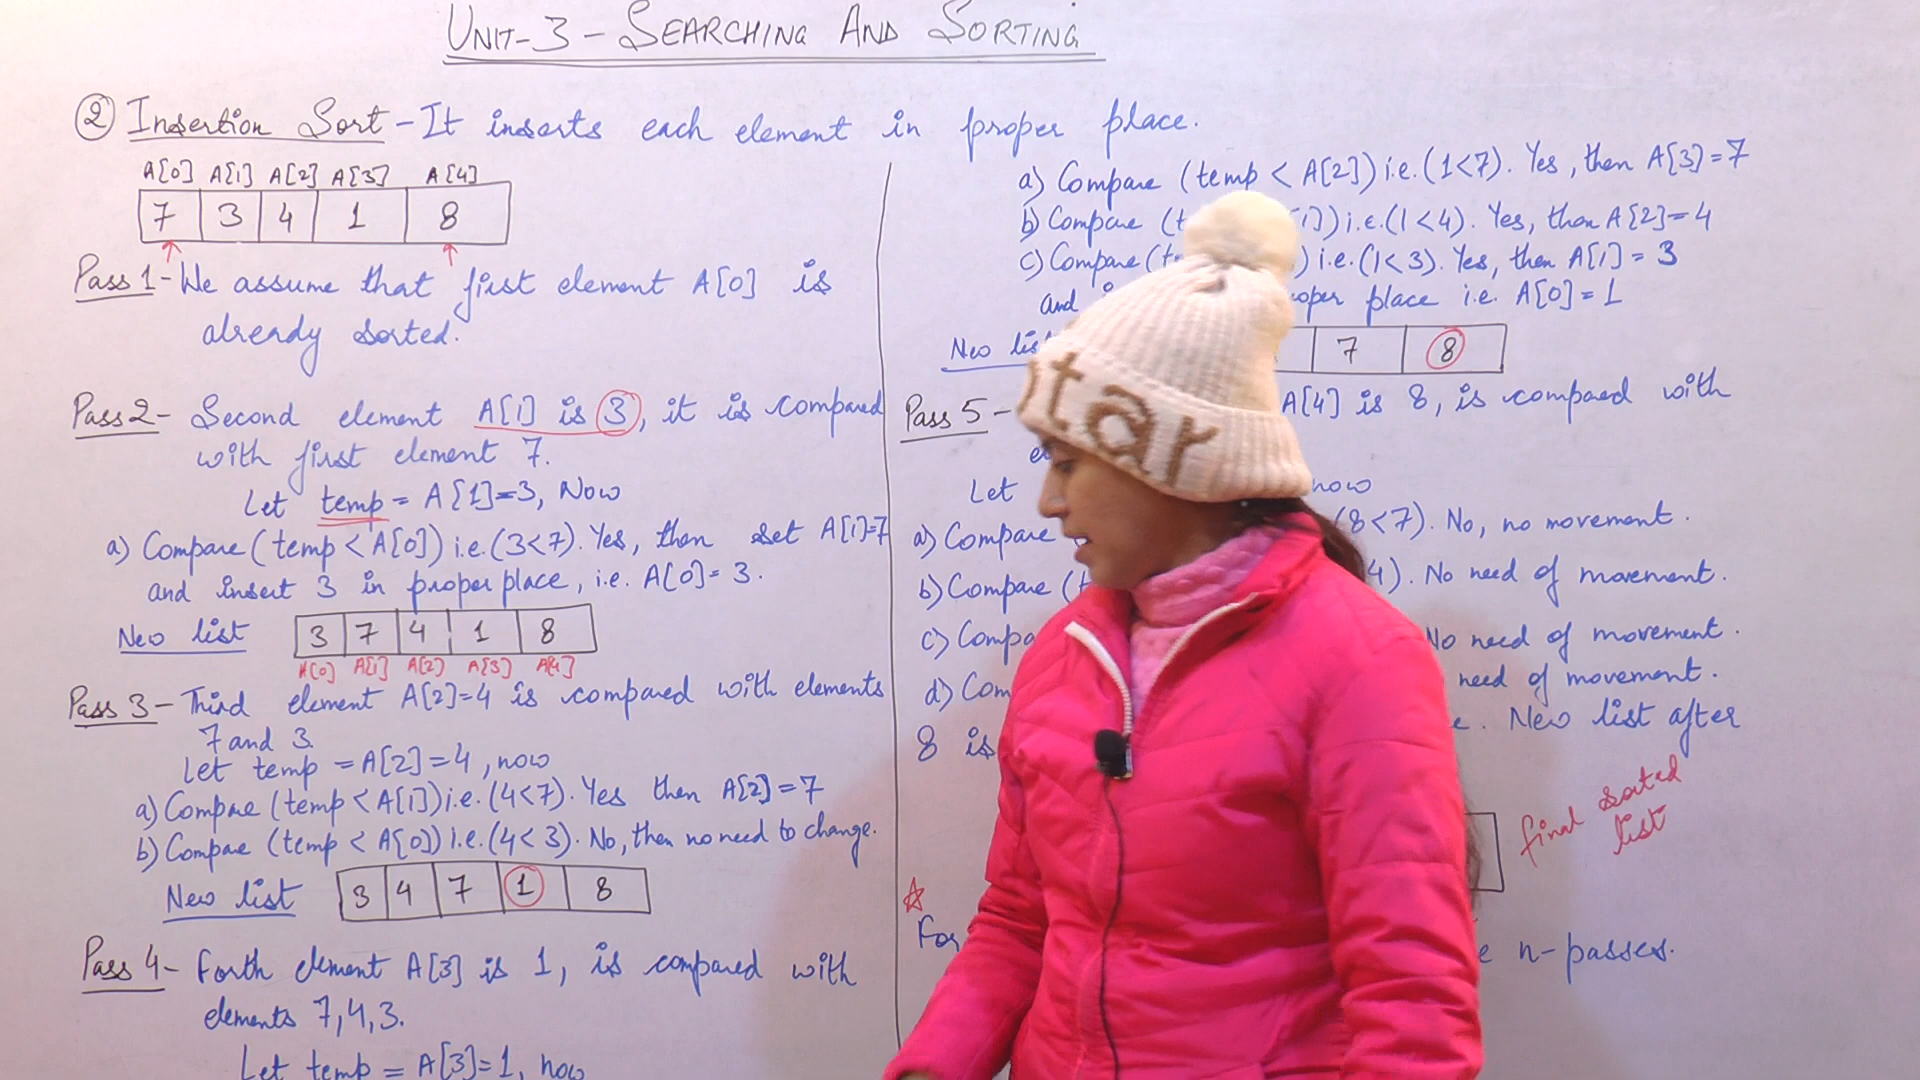 UNIT-3-SEARCHING AND SORTING
② Insertion Sort - It inserts each element in proper place.
A[0] A[1] A[2] A[3] A[4]
7 3 4 1 8
Pass 1 - We assume that first element A[0] is
already sorted.
Pass 2 - Second element A[1] is 3, it is compared
with first element 7.
Let temp = A[1]=3, Now
a) Compare (temp < A[0]) i.e. (3<7). Yes, then set A[1]=7
and insert 3 in proper place, i.e. A[0]= 3.
New list 3 7 4 1 8
A[0] A[1] A[2] A[3] A[4]
Pass 3 - Third element A[2]=4 is compared with elements
7 and 3.
Let temp = A[2]=4, now
a) Compare (temp < A[1]) i.e. (4<7). Yes then A[2]=7
b) Compare (temp < A[0]) i.e. (4<3). No, then no need to change.
New list 3 4 7 1 8
Pass 4 - Forth element A[3] is 1, is compared with
elements 7,4,3.
Let temp = A[3]=1, now
a) Compare (temp < A[2]) i.e. (1<7). Yes, then A[3]=7
b) Compare (t 1]) i.e. (1<4). Yes, then A[2]=4
c) Compare (t ) i.e. (1<3). Yes, then A[1] = 3
and oper place i.e. A[0]=1
New lis 7 8
Pass 5 - A[4] is 8, is compared with
Let now
a) Compare (8<7). No, no movement.
b) Compare (t 4). No need of movement.
c) Compa No need of movement.
d) Com need of movement.
8 is e. New list after
final sorted
list
For e n-passes.
tar